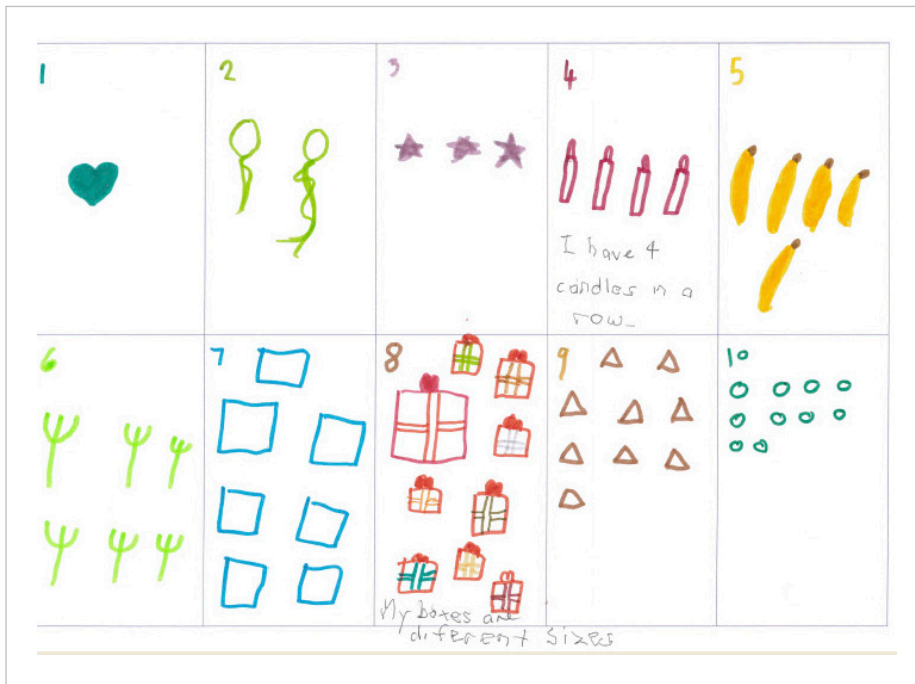 1 2 3 4 5
I have 4
candles in a
row.
6 7 8 9 10
My boxes are
diferent sizes